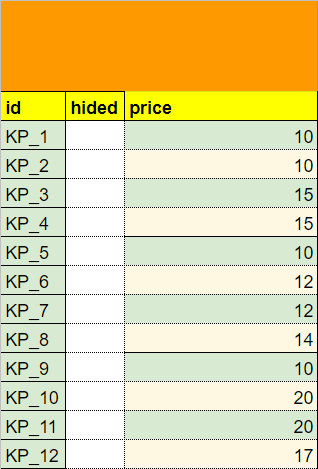 id hided price
KP_1 10
KP_2 10
KP_3 15
KP_4 15
KP_5 10
KP_6 12
KP_7 12
KP_8 14
KP_9 10
KP_10 20
KP_11 20
KP_12 17